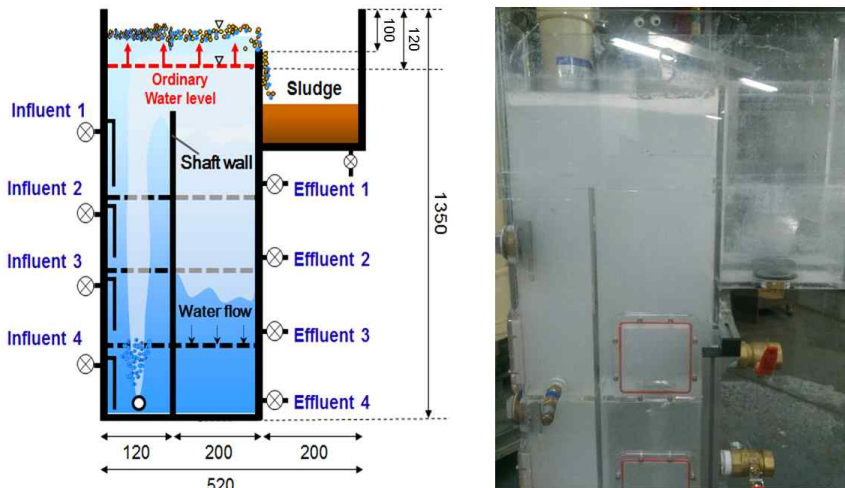 100
120
Ordinary
Water level
Sludge
Influent 1
Shaft wall
Influent 2
Effluent 1
1350
Influent 3
Effluent 2
Water flow
Influent 4
Effluent 3
Effluent 4
120
200
200
520